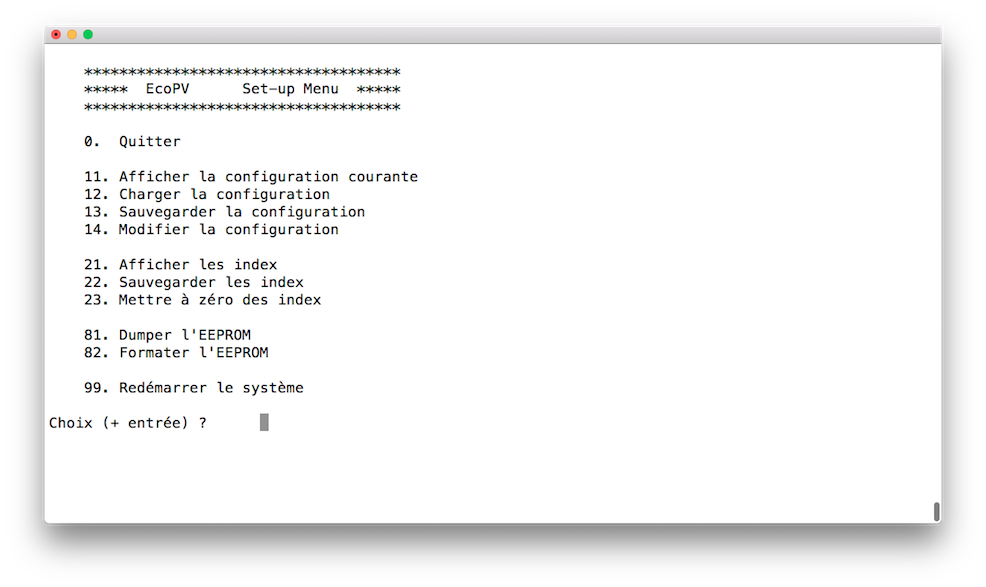 ************************************
***** EcoPV Set-up Menu *****
************************************
0. Quitter
11. Afficher la configuration courante
12. Charger la configuration
13. Sauvegarder la configuration
14. Modifier la configuration
21. Afficher les index
22. Sauvegarder les index
23. Mettre à zéro des index
81. Dumper l'EEPROM
82. Formater l'EEPROM
99. Redémarrer le système
Choix (+ entrée) ?